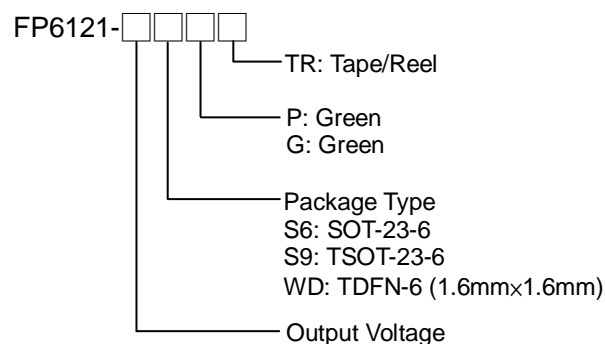 FP6121-□□□□
TR: Tape/Reel
P: Green
G: Green
Package Type
S6: SOT-23-6
S9: TSOT-23-6
WD: TDFN-6 (1.6mm×1.6mm)
Output Voltage